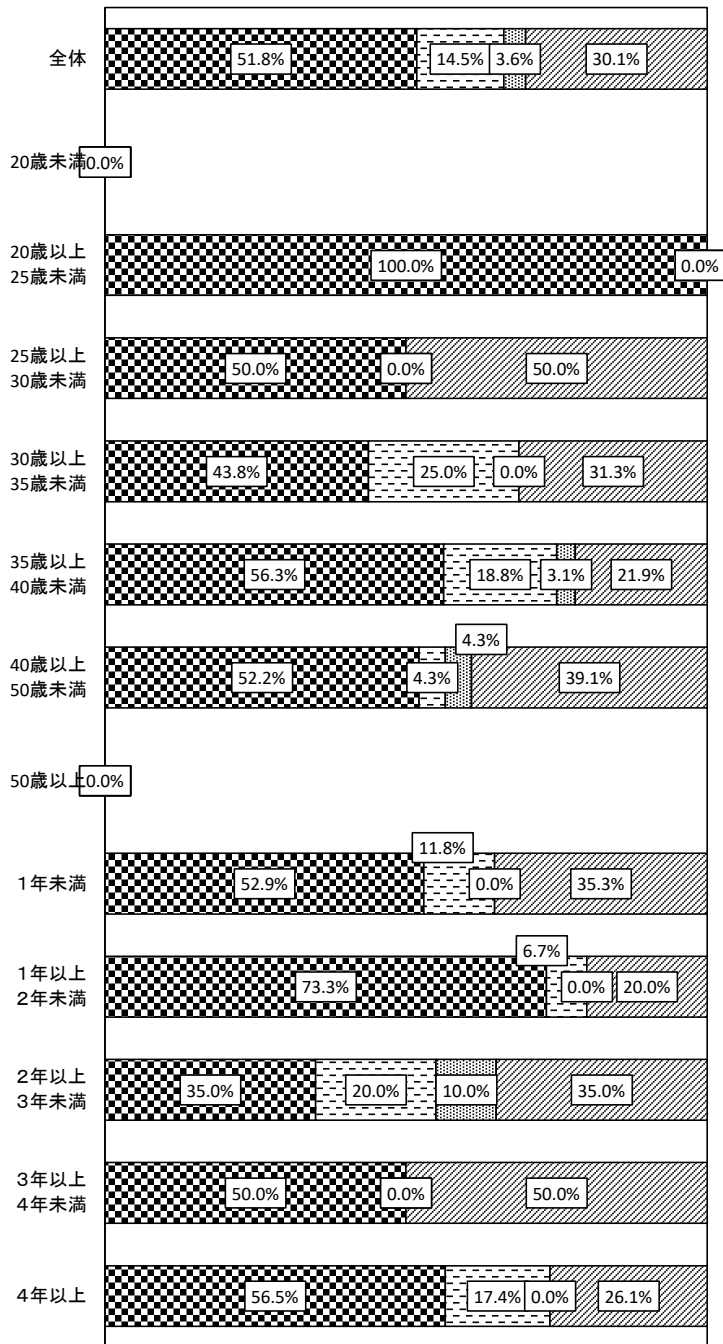 全体
51.8% 14.5% 3.6% 30.1%
20歳未満
0.0%
20歳以上
25歳未満
100.0% 0.0%
25歳以上
30歳未満
50.0% 0.0% 50.0%
30歳以上
35歳未満
43.8% 25.0% 0.0% 31.3%
35歳以上
40歳未満
56.3% 18.8% 3.1% 21.9%
4.3%
40歳以上
50歳未満
52.2% 4.3% 39.1%
50歳以上
0.0%
11.8%
1年未満
52.9% 0.0% 35.3%
6.7%
1年以上
2年未満
73.3% 0.0% 20.0%
2年以上
3年未満
35.0% 20.0% 10.0% 35.0%
3年以上
4年未満
50.0% 0.0% 50.0%
4年以上
56.5% 17.4% 0.0% 26.1%